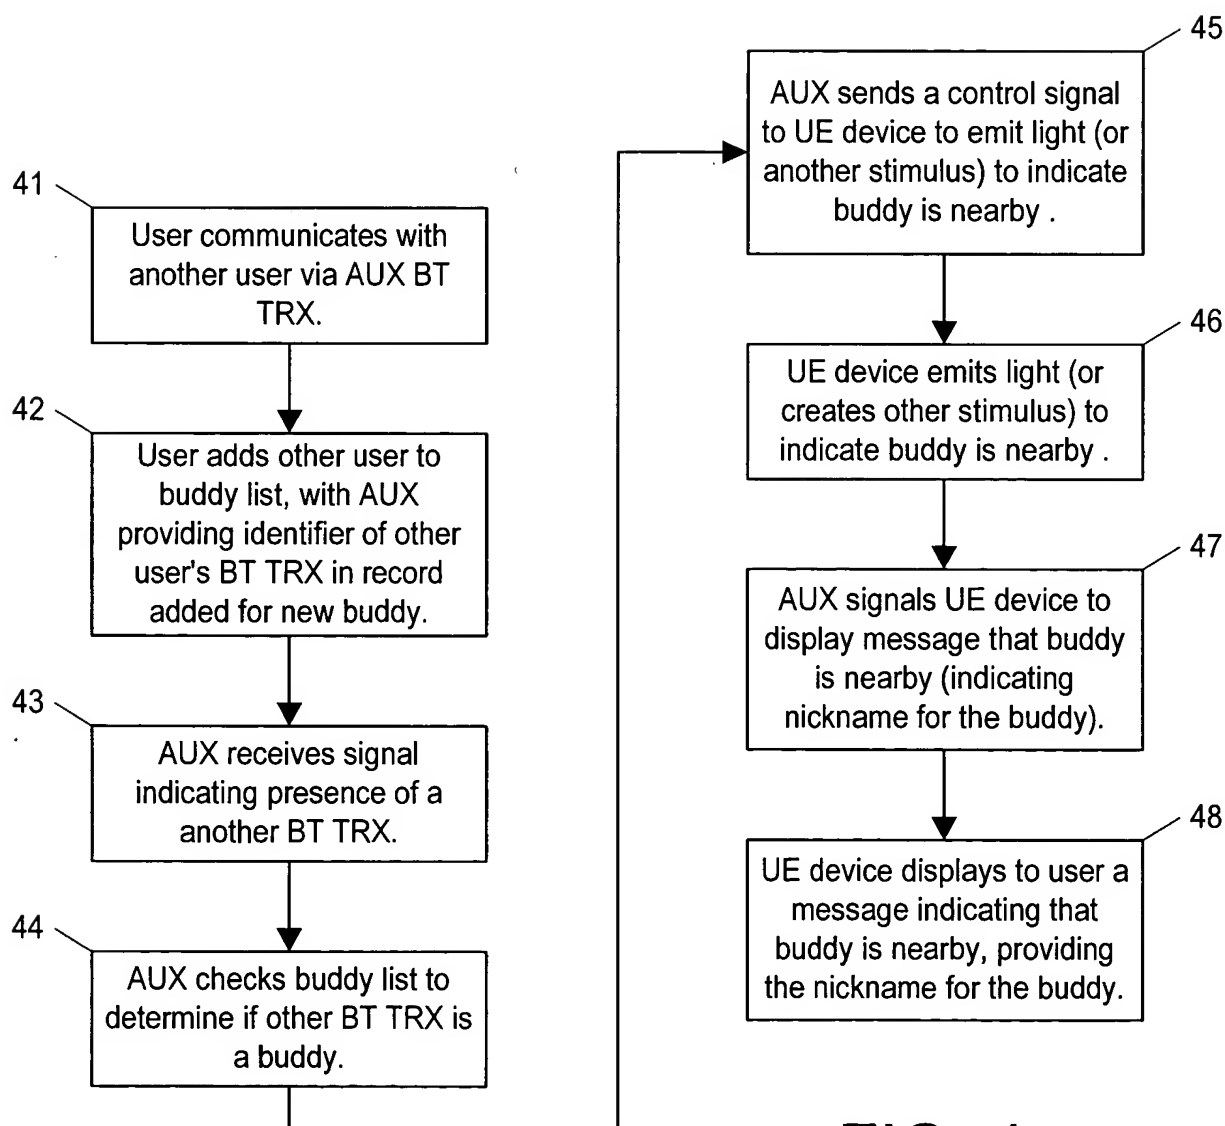 41
User communicates with
another user via AUX BT
TRX.
42
User adds other user to
buddy list, with AUX
providing identifier of other
user's BT TRX in record
added for new buddy.
43
AUX receives signal
indicating presence of a
another BT TRX.
44
AUX checks buddy list to
determine if other BT TRX is
a buddy.
45
AUX sends a control signal
to UE device to emit light (or
another stimulus) to indicate
buddy is nearby .
46
UE device emits light (or
creates other stimulus) to
indicate buddy is nearby .
47
AUX signals UE device to
display message that buddy
is nearby (indicating
nickname for the buddy).
48
UE device displays to user a
message indicating that
buddy is nearby, providing
the nickname for the buddy.